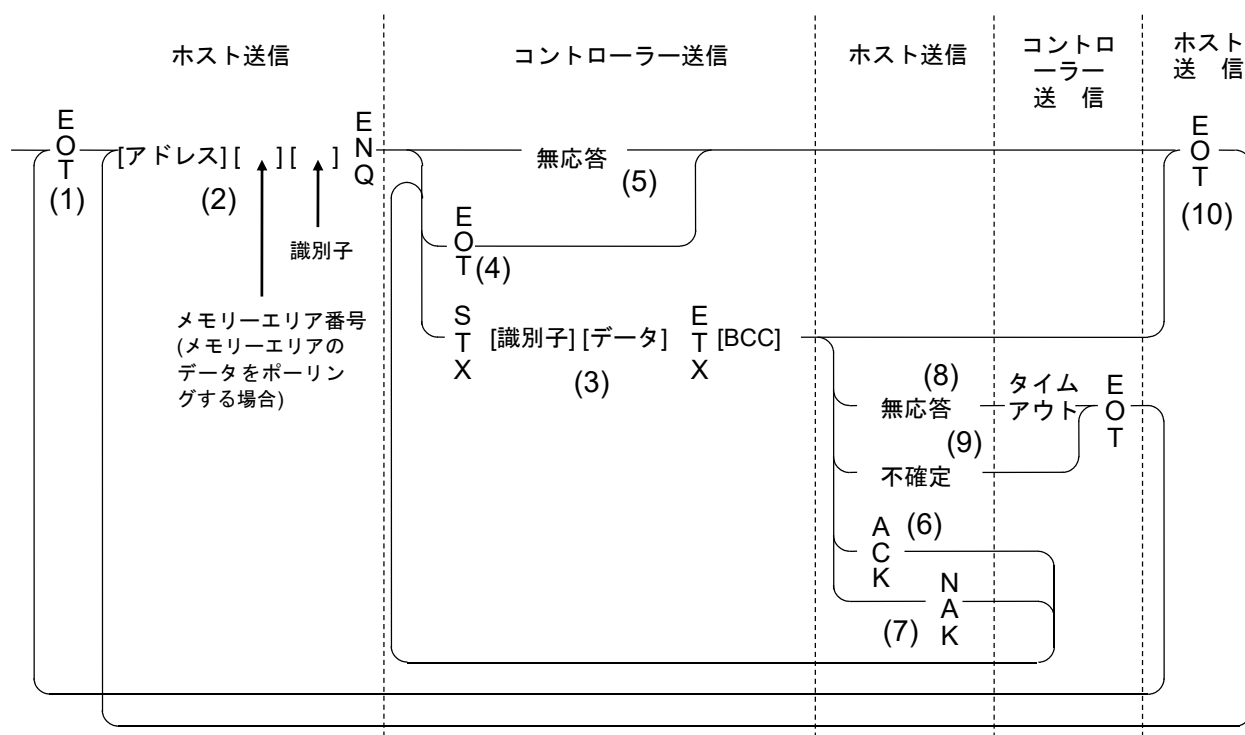 ホスト送信
コントローラー送信
ホスト送信
コントロ
ーラー
送 信
ホスト
送 信
EOT
(1)
[アドレス] [ ] [ ]
(2)
ENQ
識別子
メモリーエリア番号
(メモリーエリアの
データをポーリン
グする場合)
無応答
(5)
EOT
(4)
STX
[識別子] [データ]
(3)
ETX
[BCC]
(8)
無応答
タイム
アウト
EOT
(9)
不確定
ACK
(6)
NAK
(7)
EOT
(10)